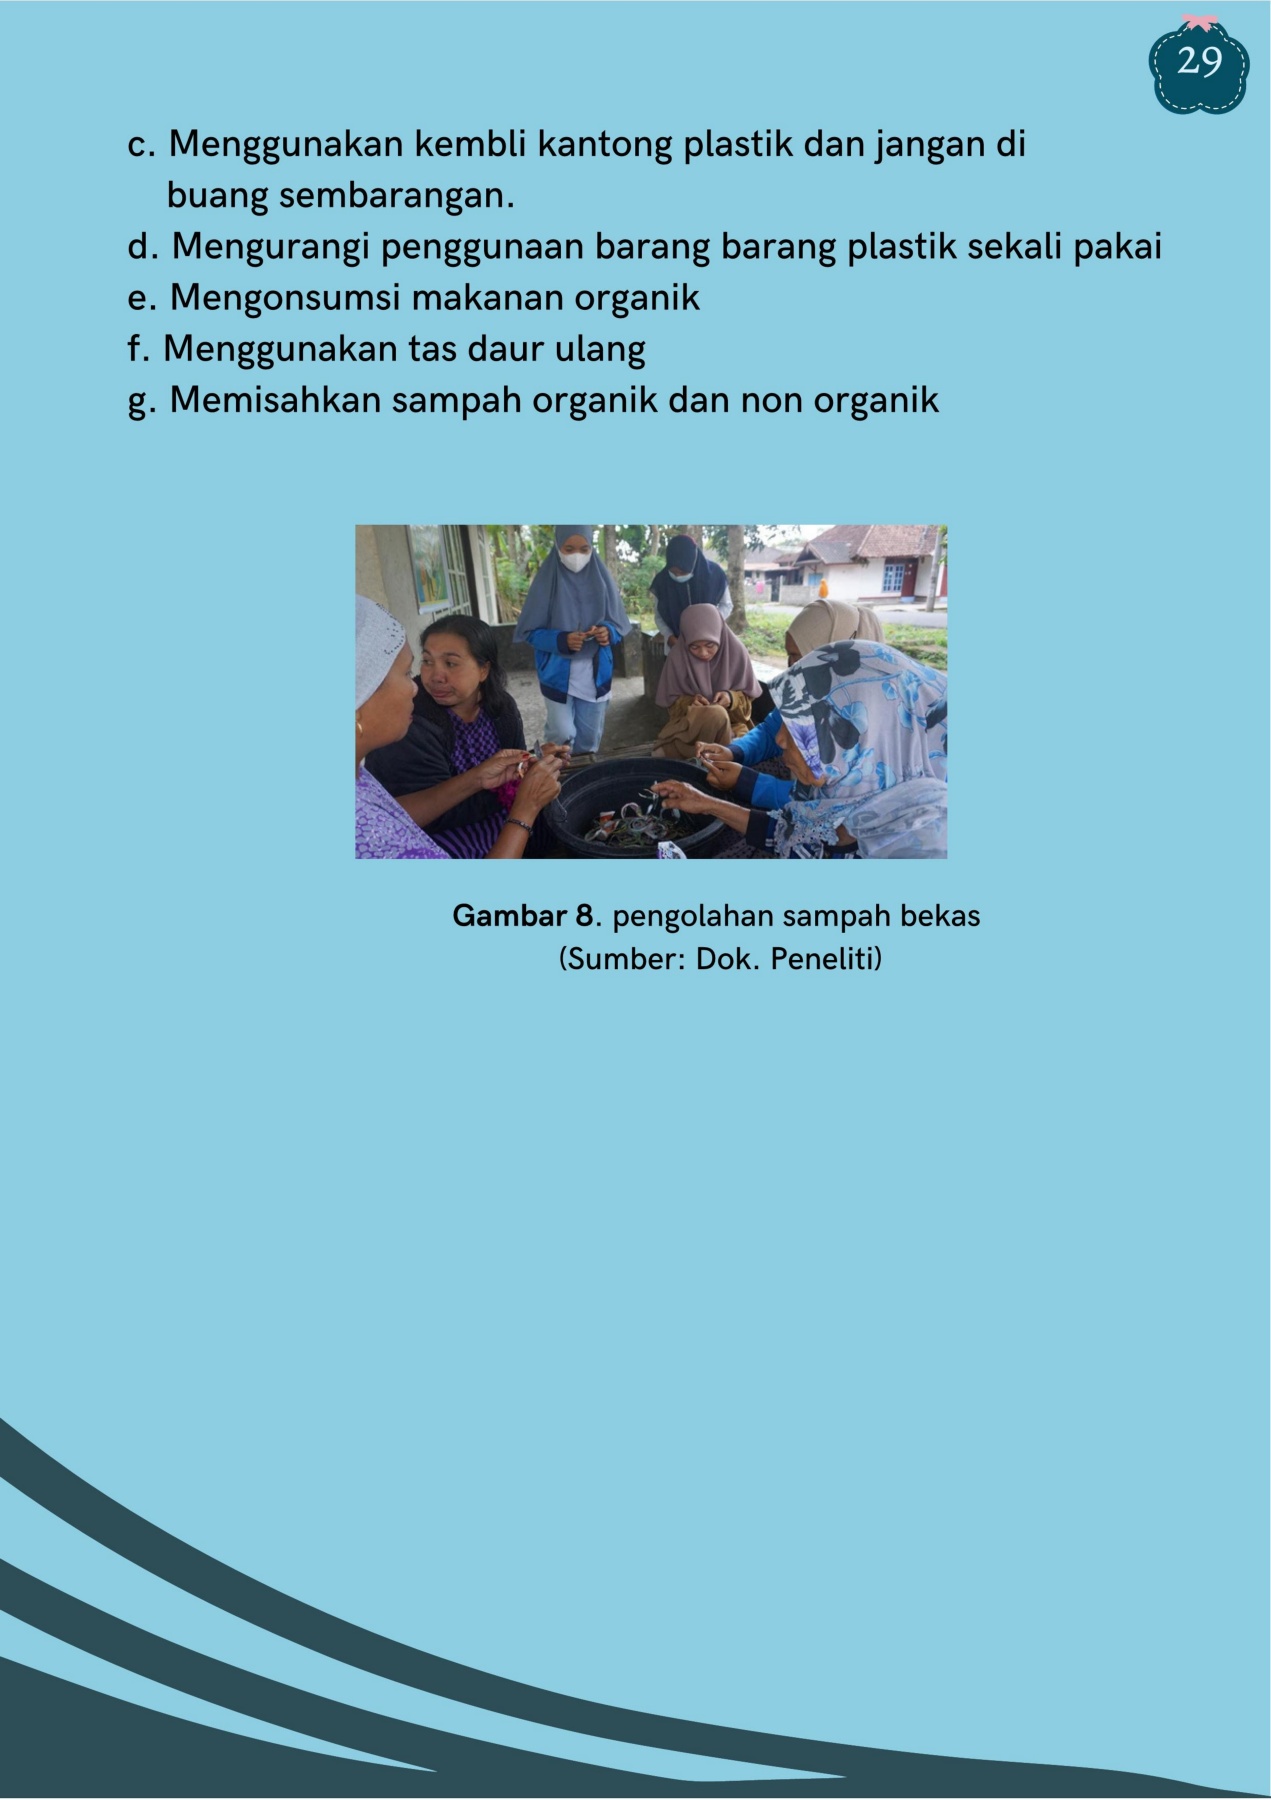 29
c. Menggunakan kembli kantong plastik dan jangan di
buang sembarangan.
d. Mengurangi penggunaan barang barang plastik sekali pakai
e. Mengonsumsi makanan organik
f. Menggunakan tas daur ulang
g. Memisahkan sampah organik dan non organik
Gambar 8. pengolahan sampah bekas
(Sumber: Dok. Peneliti)